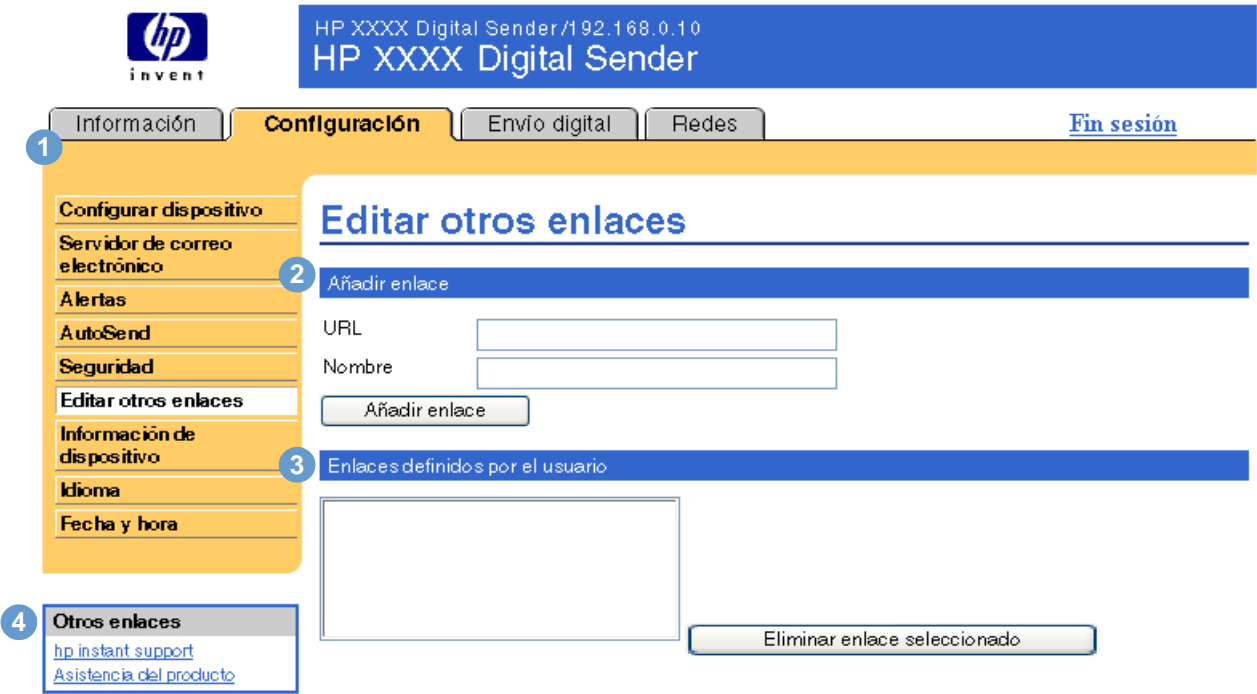 hp
invent
HP XXXX Digital Sender/192.168.0.10
HP XXXX Digital Sender
Información
Configuración
Envío digital
Redes
Fin sesión
1
Configurar dispositivo
Servidor de correo
electrónico
Alertas
AutoSend
Seguridad
Editar otros enlaces
Información de
dispositivo
Idioma
Fecha y hora
Editar otros enlaces
2
Añadir enlace
URL
Nombre
Añadir enlace
3
Enlaces definidos por el usuario
Eliminar enlace seleccionado
4
Otros enlaces
hp instant support
Asistencia del producto